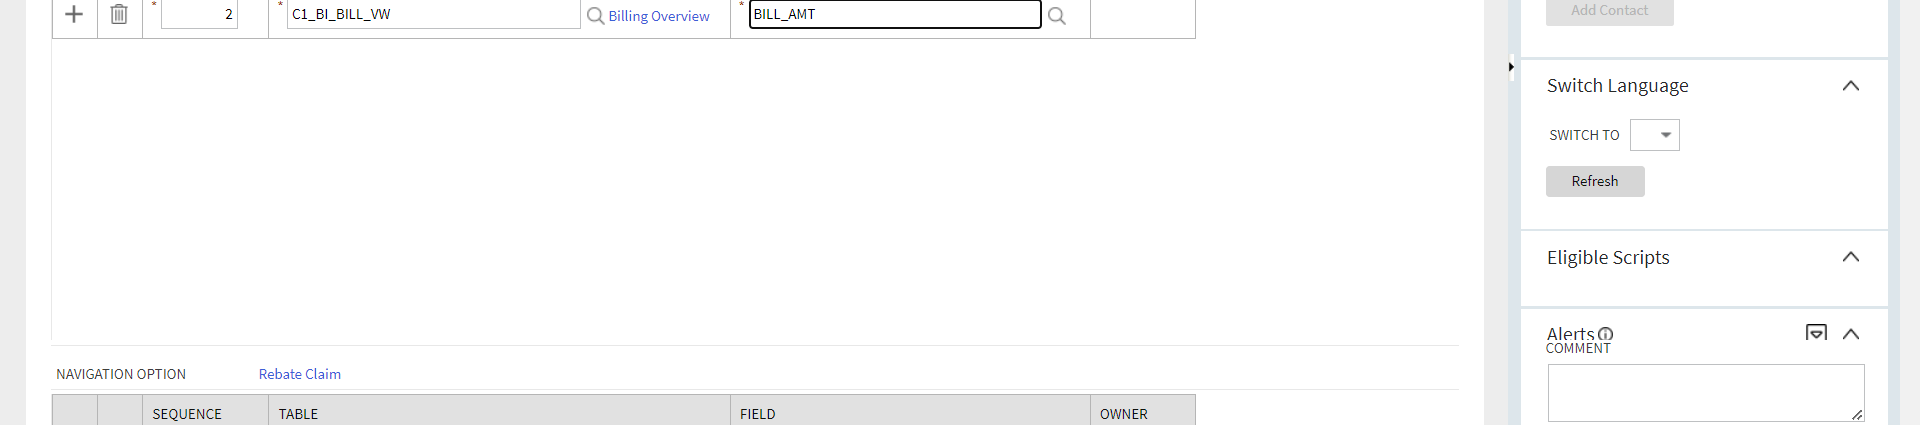 * 2 * C1_BI_BILL_VW Billing Overview * BILL_AMT
NAVIGATION OPTION Rebate Claim
SEQUENCE TABLE FIELD OWNER
Add Contact
Switch Language
SWITCH TO
Refresh
Eligible Scripts
Alerts
COMMENT